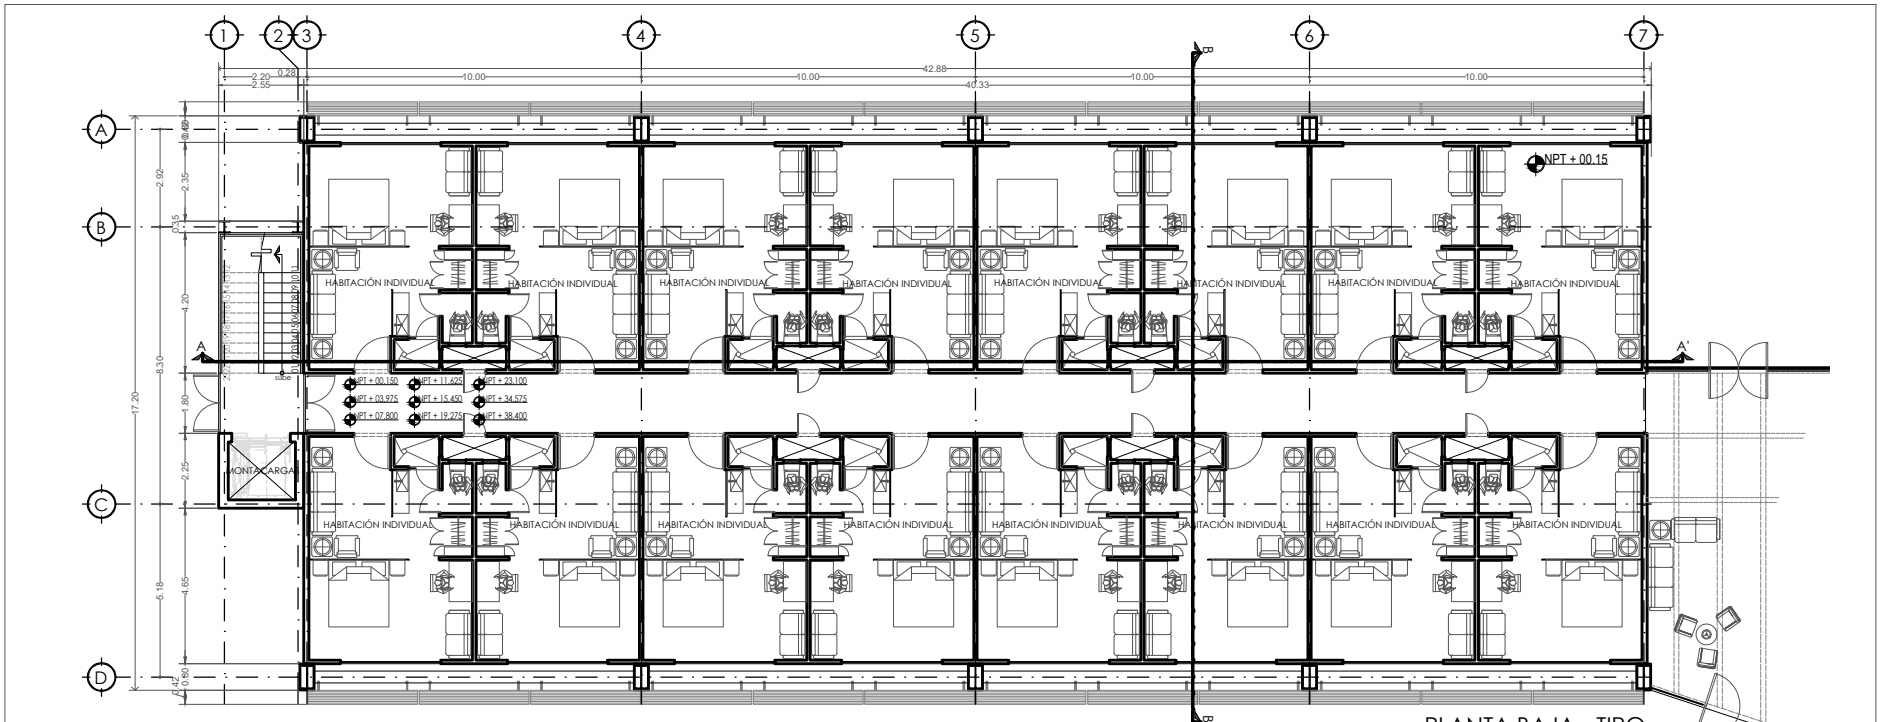 1 2 3 4 5 6 7
B
42.88
2.20 0.28 10.00 10.00 10.00 10.00
2.55 40.33
A
NPT + 00.15
2.92
2.35
B
0.35
HABITACIÓN INDIVIDUAL HABITACIÓN INDIVIDUAL HABITACIÓN INDIVIDUAL HABITACIÓN INDIVIDUAL HABITACIÓN INDIVIDUAL HABITACIÓN INDIVIDUAL HABITACIÓN INDIVIDUAL HABITACIÓN INDIVIDUAL
4.20
8.30
A A'
sube
NPT + 00.150 NPT + 11.625 NPT + 23.100
NPT + 03.975 NPT + 15.450 NPT + 34.575
NPT + 07.800 NPT + 19.275 NPT + 38.400
17.20
1.80
2.25
MONTACARGAS
C
HABITACIÓN INDIVIDUAL HABITACIÓN INDIVIDUAL HABITACIÓN INDIVIDUAL HABITACIÓN INDIVIDUAL HABITACIÓN INDIVIDUAL HABITACIÓN INDIVIDUAL HABITACIÓN INDIVIDUAL HABITACIÓN INDIVIDUAL
5.18
4.65
D
0.42
PLANTA BAJA - TIPO